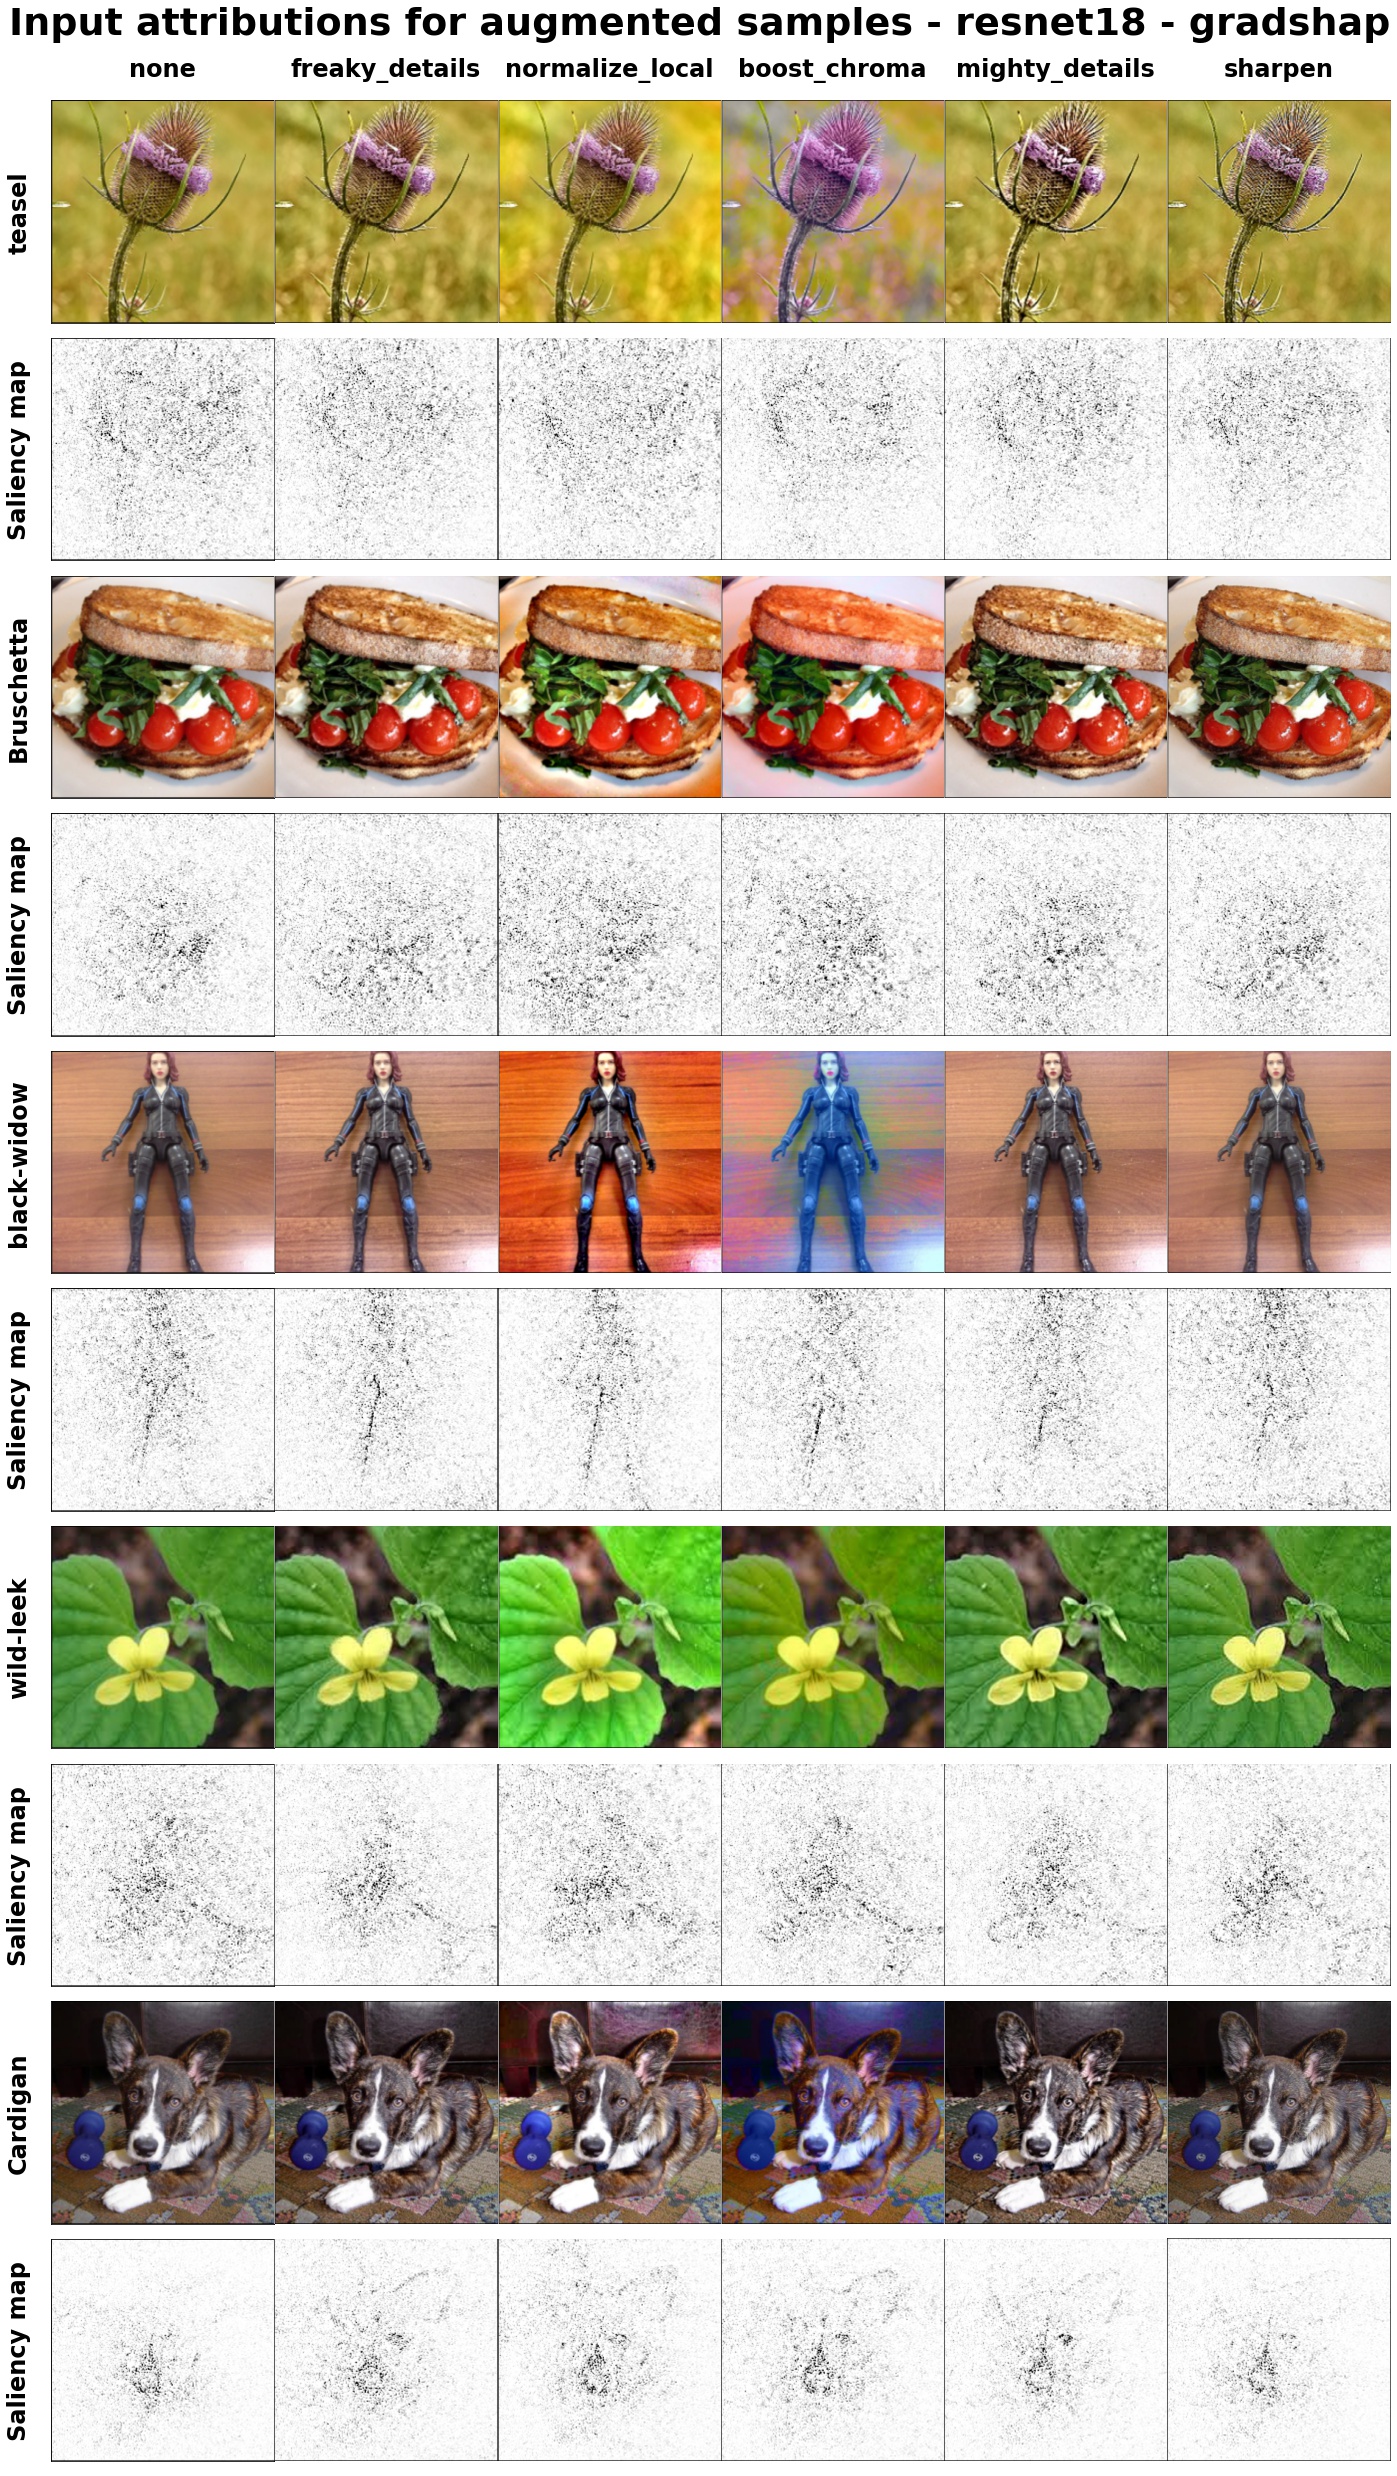 Input attributions for augmented samples - resnet18 - gradshap
none freaky_details normalize_local boost_chroma mighty_details sharpen
teasel
Saliency map
Bruschetta
Saliency map
black-widow
Saliency map
wild-leek
Saliency map
Cardigan
Saliency map